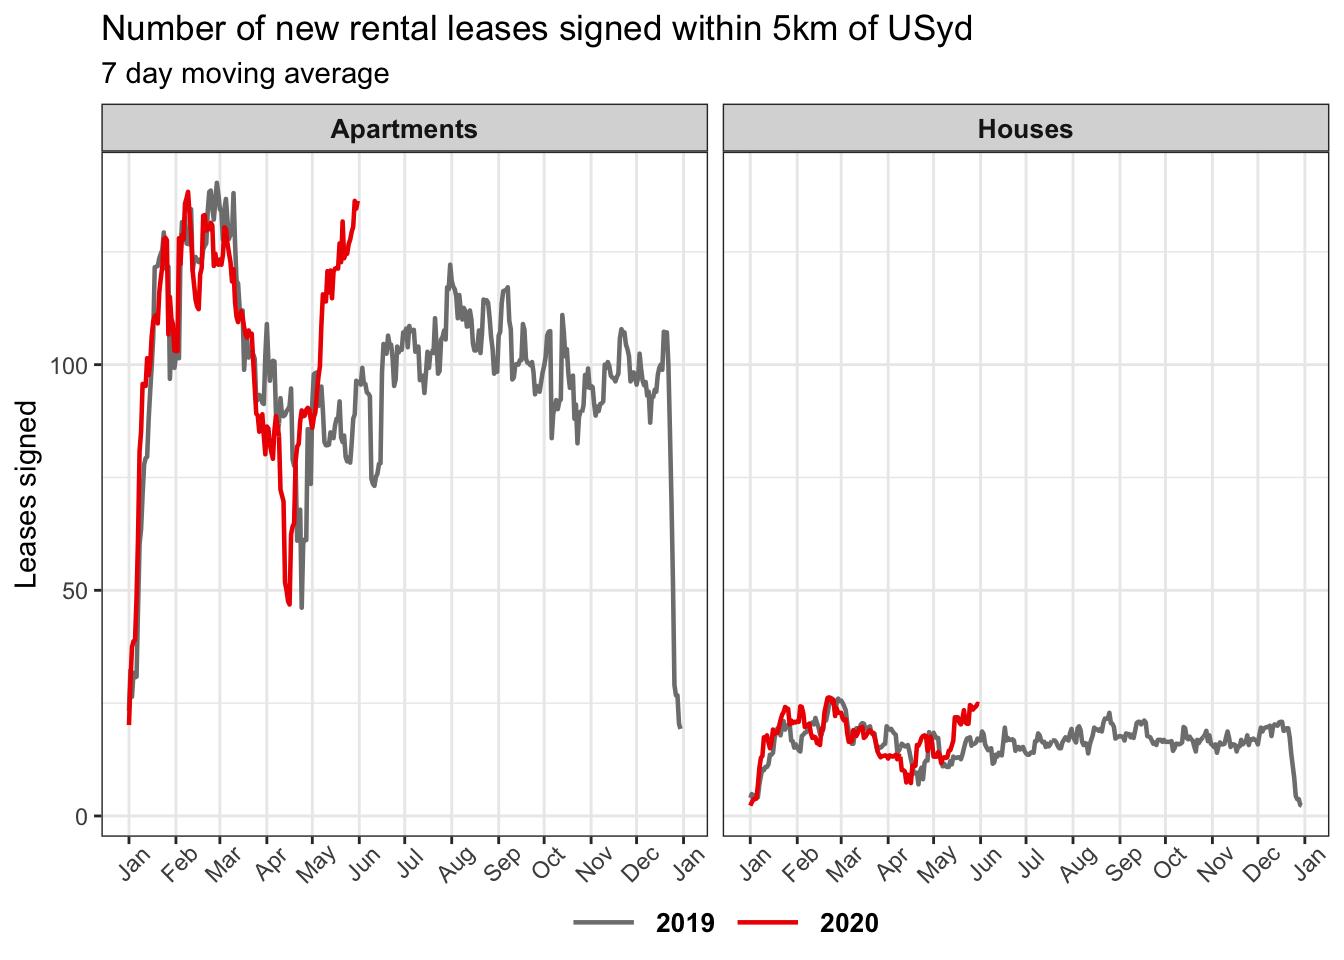 Number of new rental leases signed within 5km of USyd
7 day moving average
Apartments
Houses
Leases signed
100
50
0
Jan Feb Mar Apr May Jun Jul Aug Sep Oct Nov Dec Jan
Jan Feb Mar Apr May Jun Jul Aug Sep Oct Nov Dec Jan
2019 2020